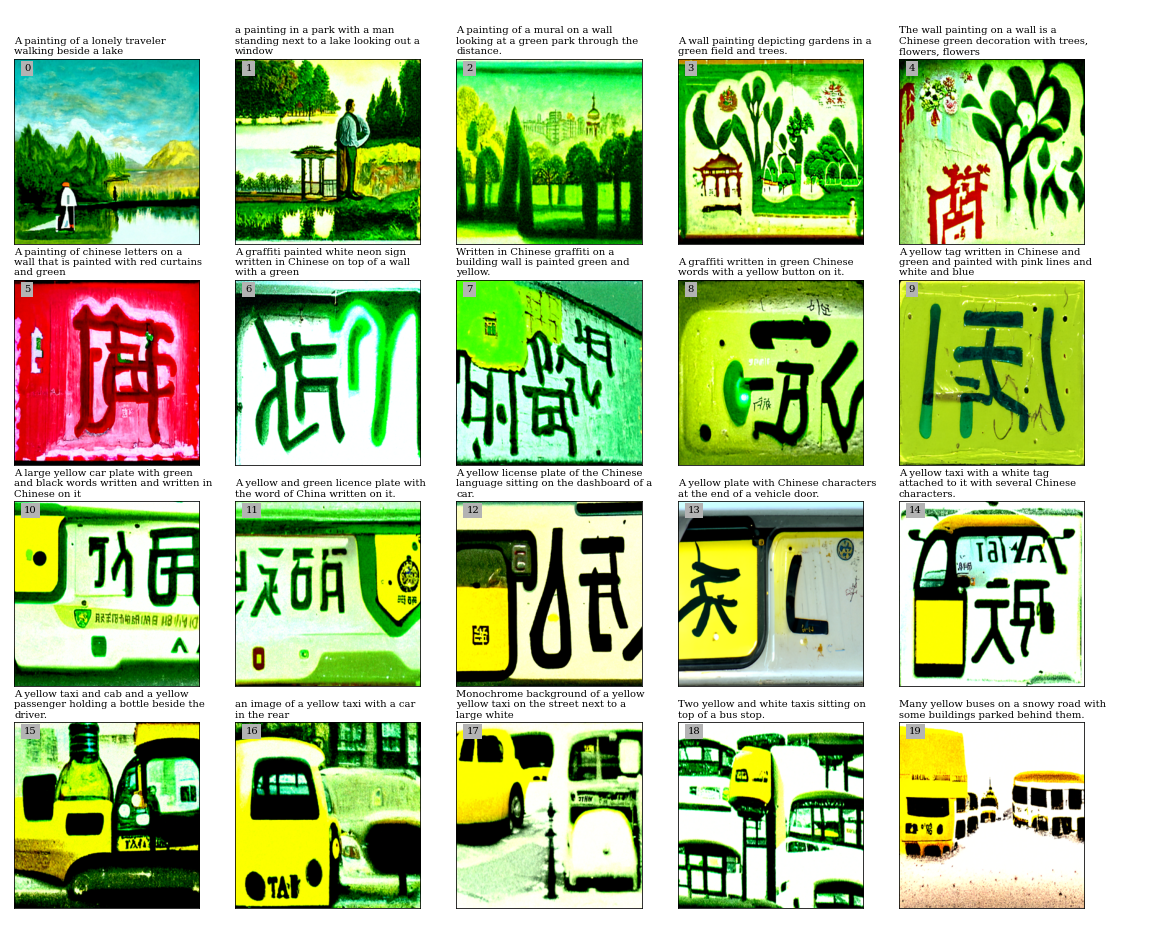 A painting of a lonely traveler
walking beside a lake
0
a painting in a park with a man
standing next to a lake looking out a
window
1
A painting of a mural on a wall
looking at a green park through the
distance.
2
A wall painting depicting gardens in a
green field and trees.
3
The wall painting on a wall is a
Chinese green decoration with trees,
flowers, flowers
4
A painting of chinese letters on a
wall that is painted with red curtains
and green
5
A graffiti painted white neon sign
written in Chinese on top of a wall
with a green
6
Written in Chinese graffiti on a
building wall is painted green and
yellow.
7
A graffiti written in green Chinese
words with a yellow button on it.
8
A yellow tag written in Chinese and
green and painted with pink lines and
white and blue
9
A large yellow car plate with green
and black words written and written in
Chinese on it
10
A yellow and green licence plate with
the word of China written on it.
11
A yellow license plate of the Chinese
language sitting on the dashboard of a
car.
12
A yellow plate with Chinese characters
at the end of a vehicle door.
13
A yellow taxi with a white tag
attached to it with several Chinese
characters.
14
A yellow taxi and cab and a yellow
passenger holding a bottle beside the
driver.
15
an image of a yellow taxi with a car
in the rear
16
Monochrome background of a yellow
yellow taxi on the street next to a
large white
17
Two yellow and white taxis sitting on
top of a bus stop.
18
Many yellow buses on a snowy road with
some buildings parked behind them.
19